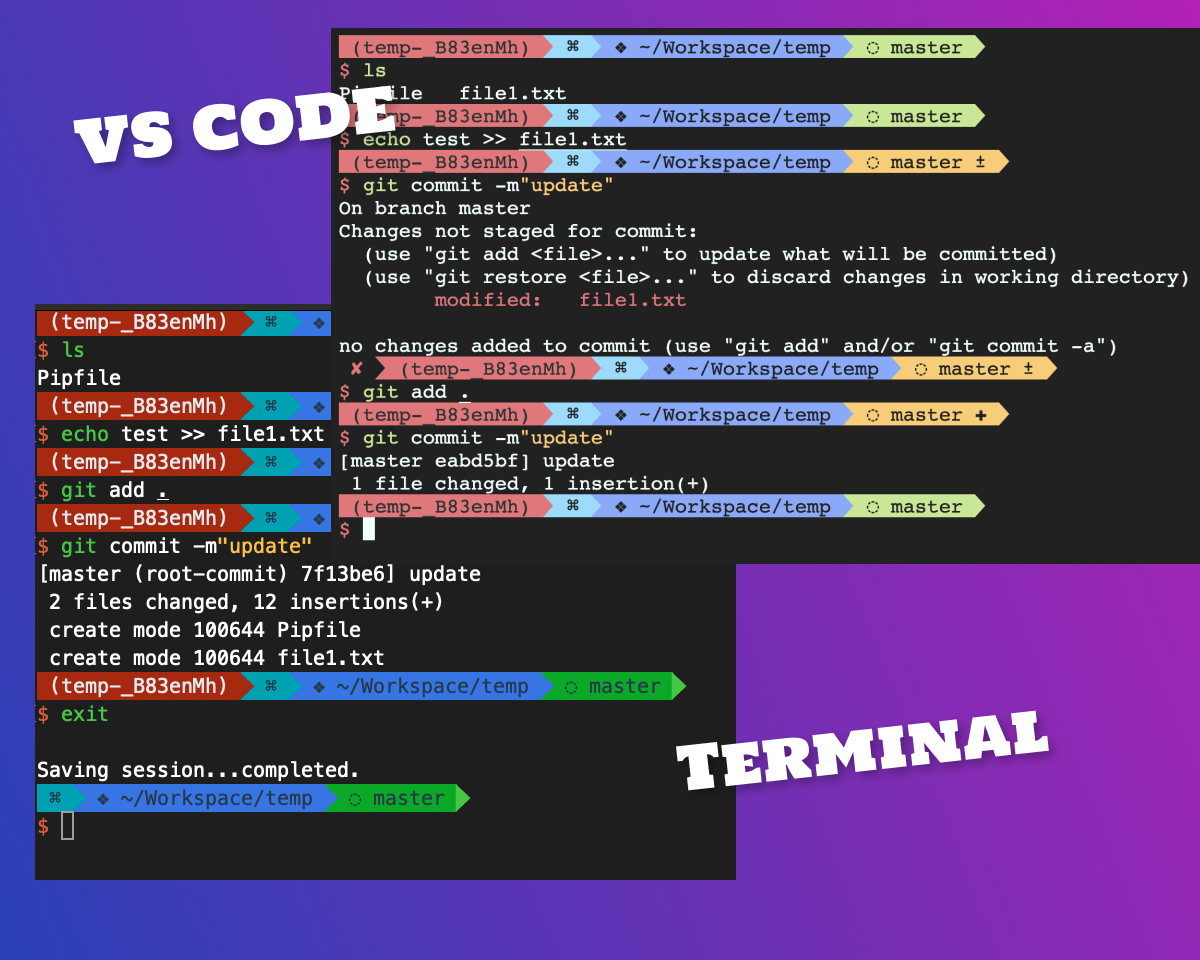 VS CODE
(temp-_B83enMh) ⌘ ❖ ~/Workspace/temp ◌ master
$ ls
Pipfile file1.txt
(temp-_B83enMh) ⌘ ❖ ~/Workspace/temp ◌ master
$ echo test >> file1.txt
(temp-_B83enMh) ⌘ ❖ ~/Workspace/temp ◌ master ±
$ git commit -m"update"
On branch master
Changes not staged for commit:
(use "git add <file>..." to update what will be committed)
(use "git restore <file>..." to discard changes in working directory)
modified: file1.txt
no changes added to commit (use "git add" and/or "git commit -a")
✘ (temp-_B83enMh) ⌘ ❖ ~/Workspace/temp ◌ master ±
$ git add .
(temp-_B83enMh) ⌘ ❖ ~/Workspace/temp ◌ master ✚
$ git commit -m"update"
[master eabd5bf] update
1 file changed, 1 insertion(+)
(temp-_B83enMh) ⌘ ❖ ~/Workspace/temp ◌ master
$
(temp-_B83enMh) ⌘ ❖
$ ls
Pipfile
(temp-_B83enMh) ⌘ ❖
$ echo test >> file1.txt
(temp-_B83enMh) ⌘ ❖
$ git add .
(temp-_B83enMh) ⌘ ❖
$ git commit -m"update"
[master (root-commit) 7f13be6] update
2 files changed, 12 insertions(+)
create mode 100644 Pipfile
create mode 100644 file1.txt
(temp-_B83enMh) ⌘ ❖ ~/Workspace/temp ◌ master
$ exit
Saving session...completed.
⌘ ❖ ~/Workspace/temp ◌ master
$
TERMINAL